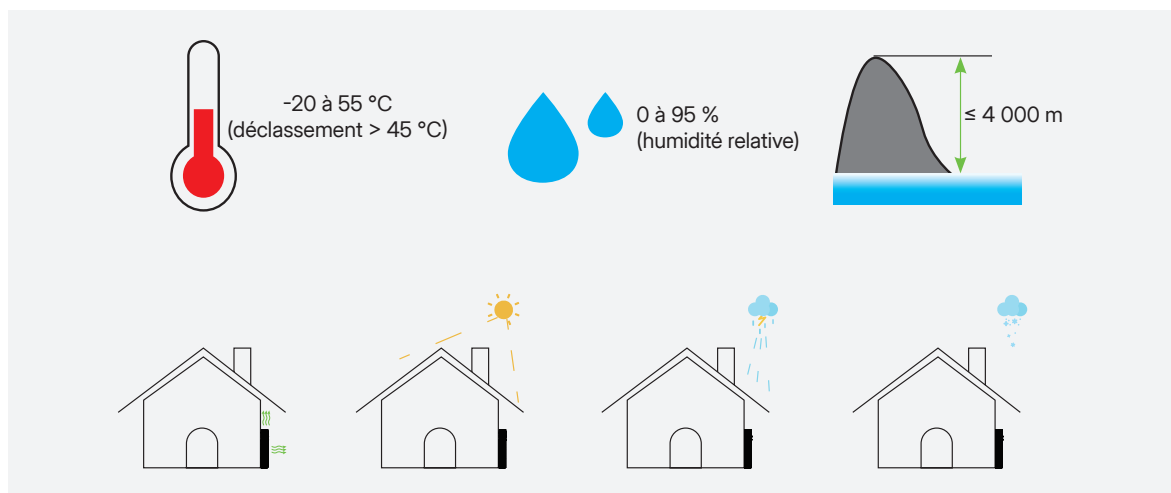 -20 à 55 °C
(déclassement > 45 °C)
0 à 95 %
(humidité relative)
≤ 4 000 m